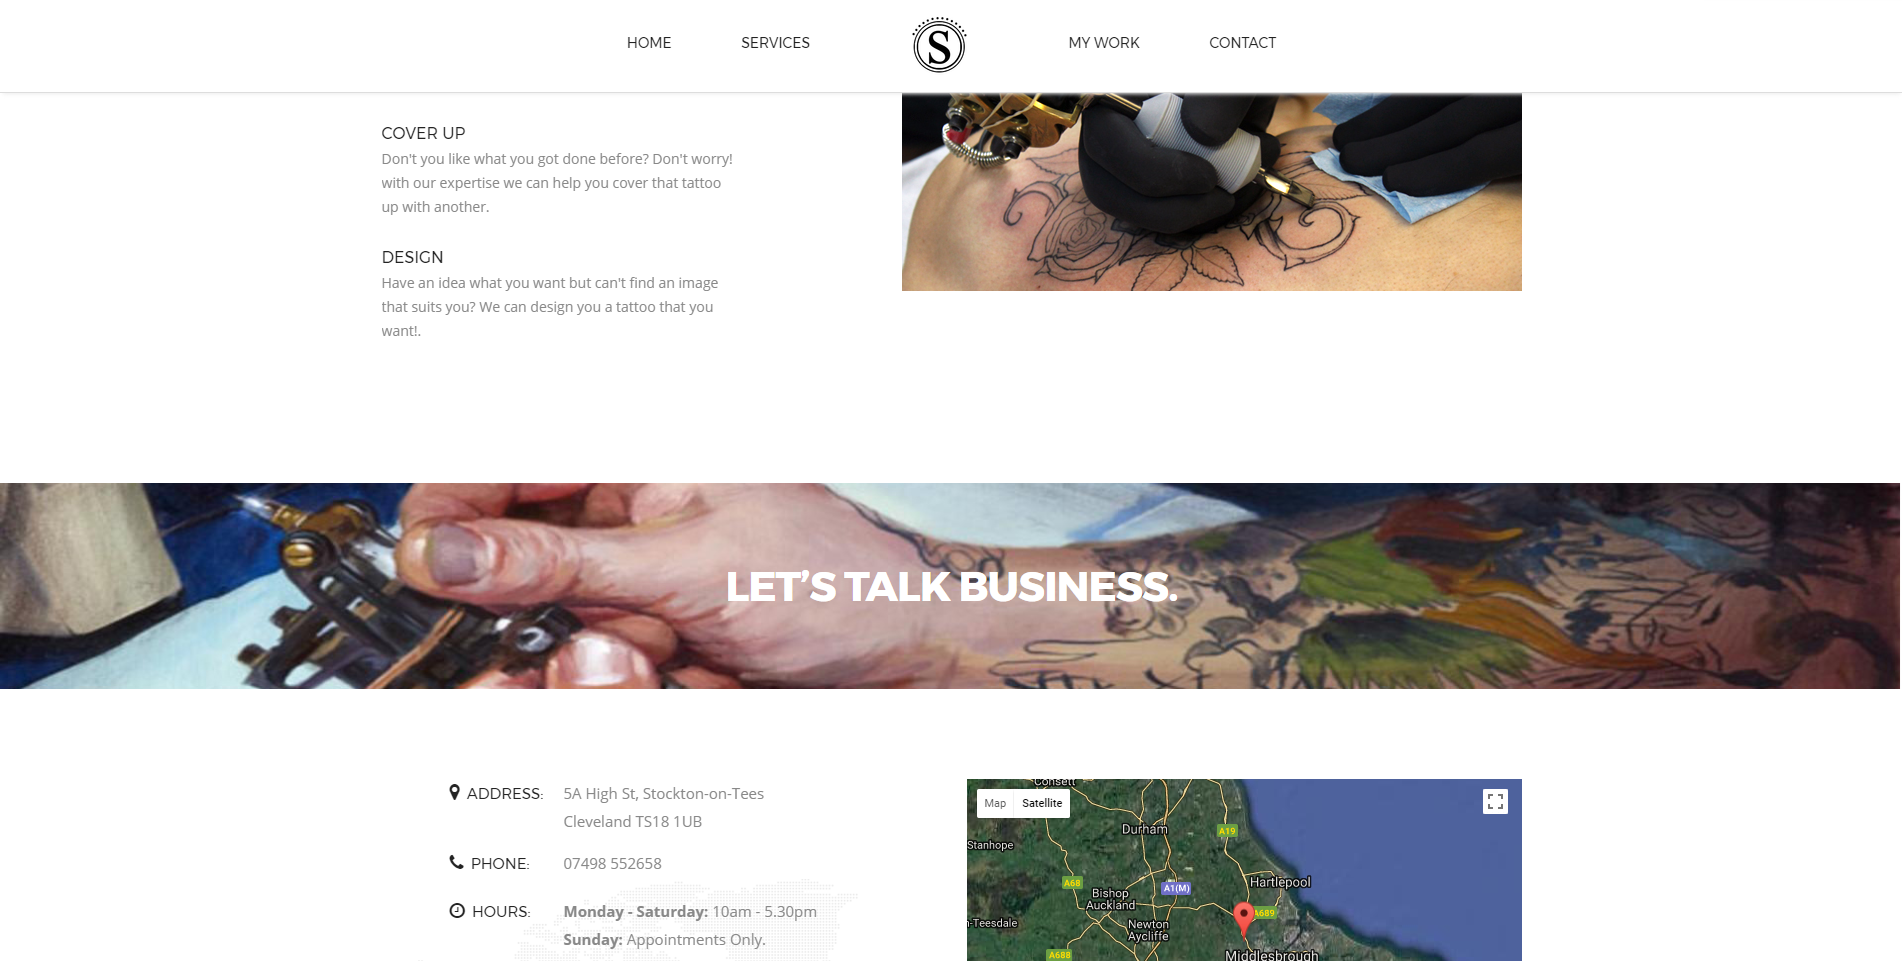 HOME SERVICES S MY WORK CONTACT
COVER UP
Don't you like what you got done before? Don't worry!
with our expertise we can help you cover that tattoo
up with another.
DESIGN
Have an idea what you want but can't find an image
that suits you? We can design you a tattoo that you
want!.
LET'S TALK BUSINESS.
ADDRESS: 5A High St, Stockton-on-Tees
Cleveland TS18 1UB
PHONE: 07498 552658
HOURS: Monday - Saturday: 10am - 5.30pm
Sunday: Appointments Only.
Consett
Map Satellite
Durham
A19
Stanhope
A68
A1(M)
Hartlepool
Bishop
Auckland
A689
-Teesdale
Newton
Aycliffe
A688
Middlesbrough